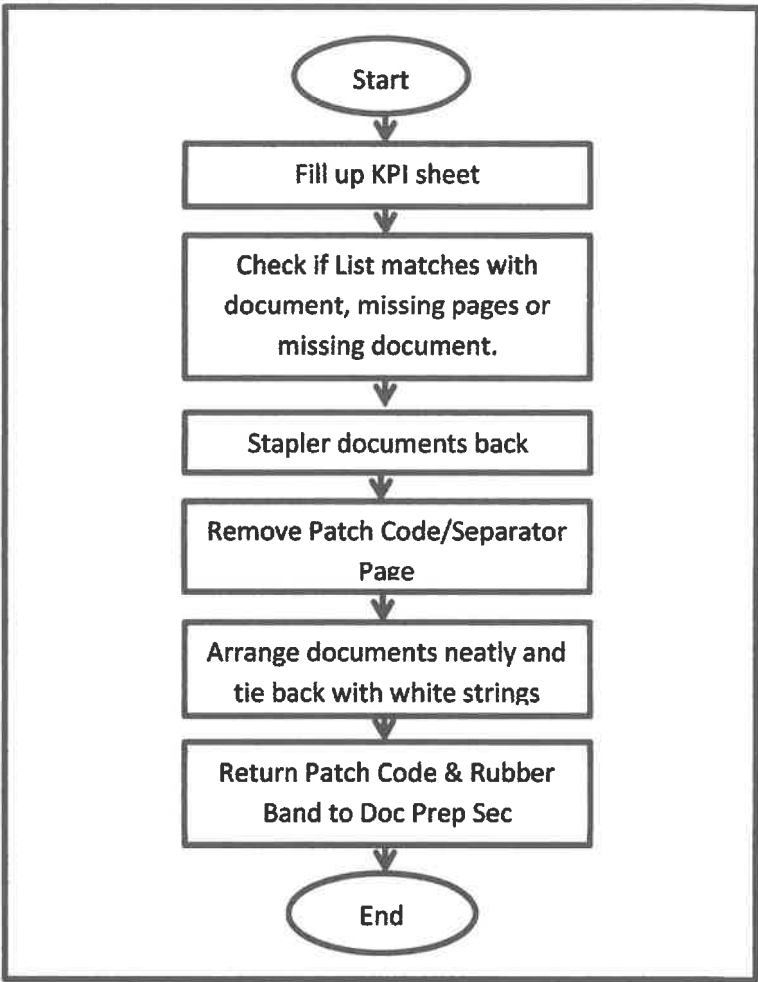 Start
Fill up KPI sheet
Check if List matches with
document, missing pages or
missing document.
Stapler documents back
Remove Patch Code/Separator
Page
Arrange documents neatly and
tie back with white strings
Return Patch Code & Rubber
Band to Doc Prep Sec
End